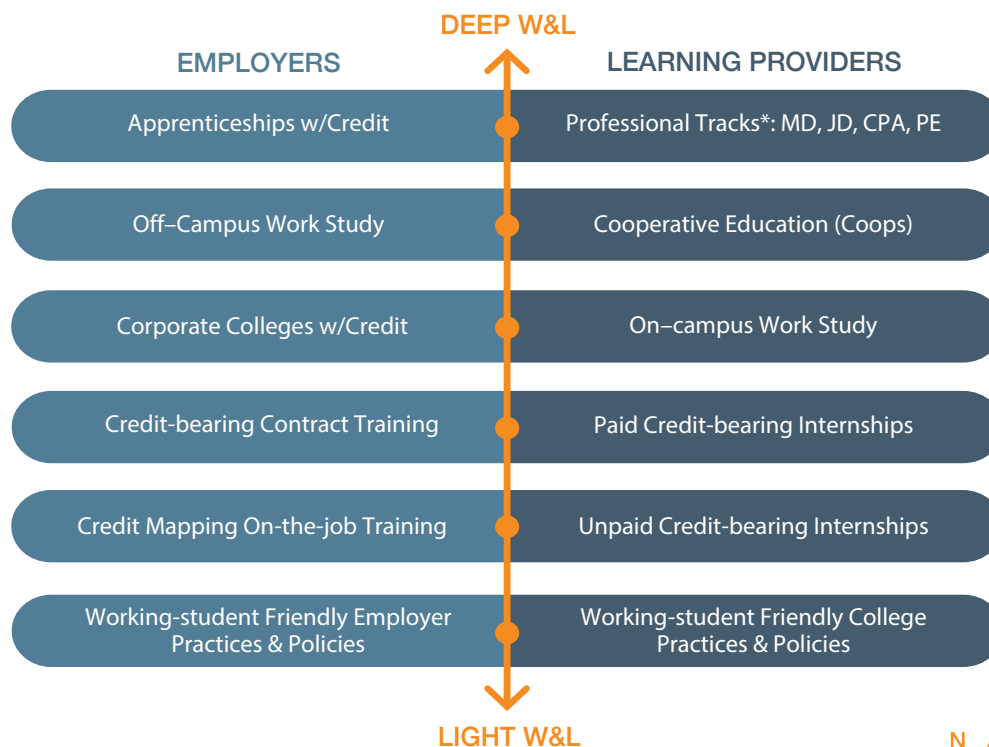 DEEP W&L
EMPLOYERS
LEARNING PROVIDERS
Apprenticeships w/Credit
Professional Tracks*: MD, JD, CPA, PE
Off–Campus Work Study
Cooperative Education (Coops)
Corporate Colleges w/Credit
On–campus Work Study
Credit-bearing Contract Training
Paid Credit-bearing Internships
Credit Mapping On-the-job Training
Unpaid Credit-bearing Internships
Working-student Friendly Employer
Practices & Policies
Working-student Friendly College
Practices & Policies
LIGHT W&L
N